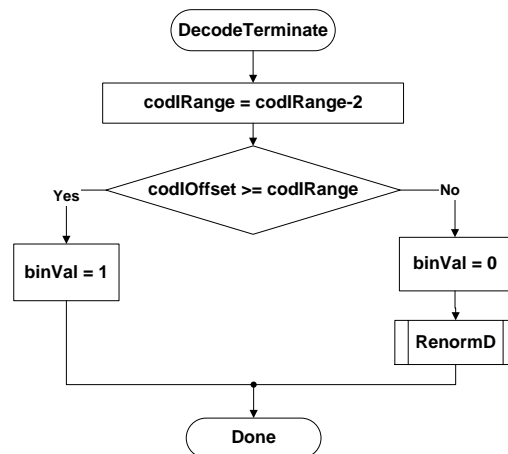 DecodeTerminate
codIRange = codIRange-2
codIOffset >= codIRange
Yes
No
binVal = 1
binVal = 0
RenormD
Done